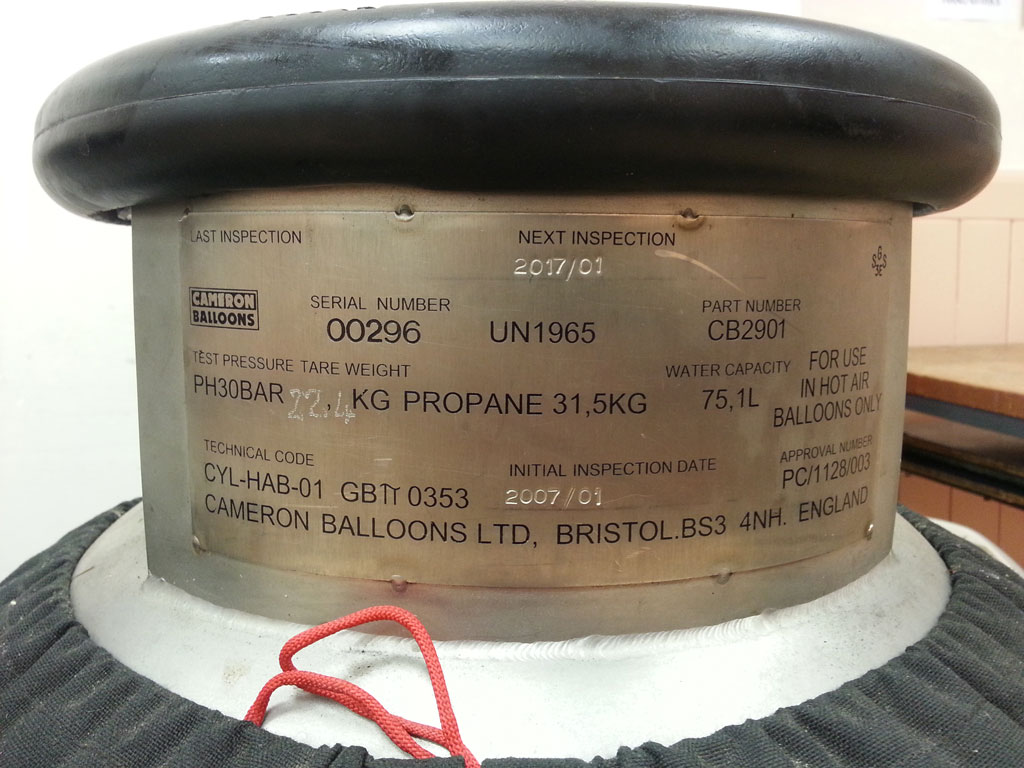 LAST INSPECTION NEXT INSPECTION
2017/01
CAMERON
BALLOONS
SERIAL NUMBER PART NUMBER
00296 UN1965 CB2901
TEST PRESSURE TARE WEIGHT WATER CAPACITY
PH30BAR 22,4 KG PROPANE 31,5KG 75,1L
FOR USE
IN HOT AIR
BALLOONS ONLY
TECHNICAL CODE INITIAL INSPECTION DATE APPROVAL NUMBER
CYL-HAB-01 GBπ 0353 2007/01 PC/1128/003
CAMERON BALLOONS LTD, BRISTOL.BS3 4NH. ENGLAND